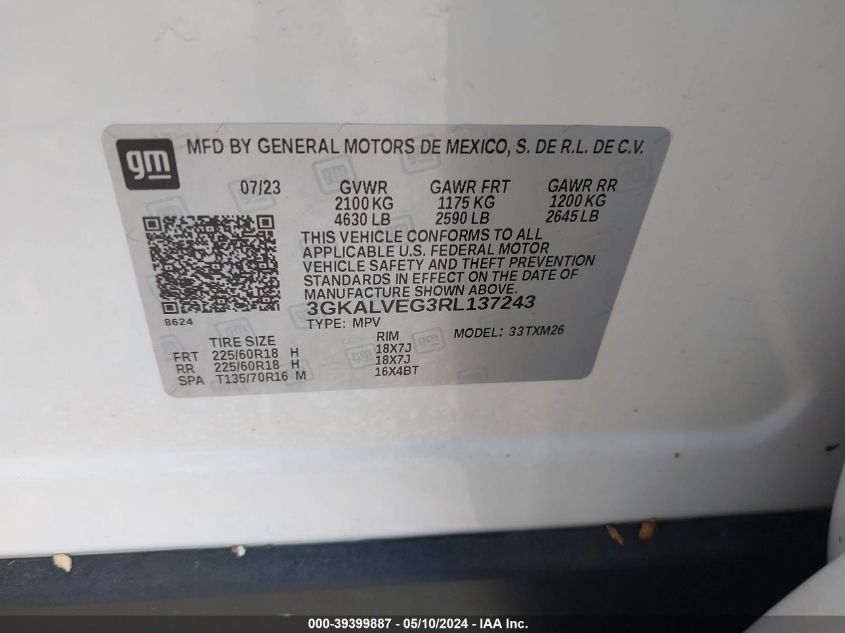 gm
MFD BY GENERAL MOTORS DE MEXICO, S. DE R.L. DE C.V.
07/23 GVWR GAWR FRT GAWR RR
2100 KG 1175 KG 1200 KG
4630 LB 2590 LB 2645 LB
THIS VEHICLE CONFORMS TO ALL
APPLICABLE U.S. FEDERAL MOTOR
VEHICLE SAFETY AND THEFT PREVENTION
STANDARDS IN EFFECT ON THE DATE OF
MANUFACTURE SHOWN ABOVE.
3GKALVEG3RL137243
8624
TYPE: MPV MODEL: 33TXM26
TIRE SIZE RIM
FRT 225/60R18 H 18X7J
RR 225/60R18 H 18X7J
SPA T135/70R16 M 16X4BT
000-39399887 - 05/10/2024 - IAA Inc.